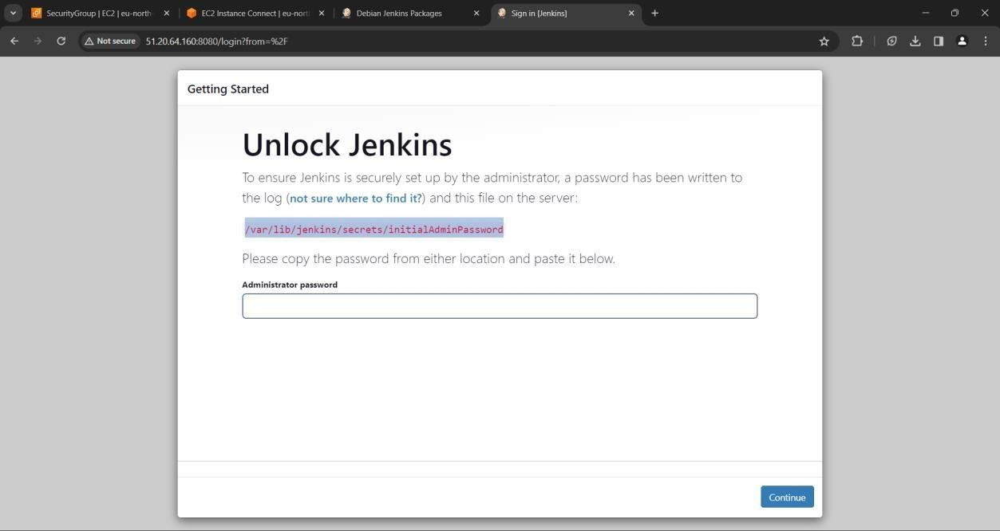 SecurityGroup | EC2 | eu-north-
EC2 Instance Connect | eu-nort
Debian Jenkins Packages
Sign in [Jenkins]
Not secure
51.20.64.160:8080/login?from=%2F
Getting Started
Unlock Jenkins
To ensure Jenkins is securely set up by the administrator, a password has been written to
the log (not sure where to find it?) and this file on the server:
/var/lib/jenkins/secrets/initialAdminPassword
Please copy the password from either location and paste it below.
Administrator password
Continue